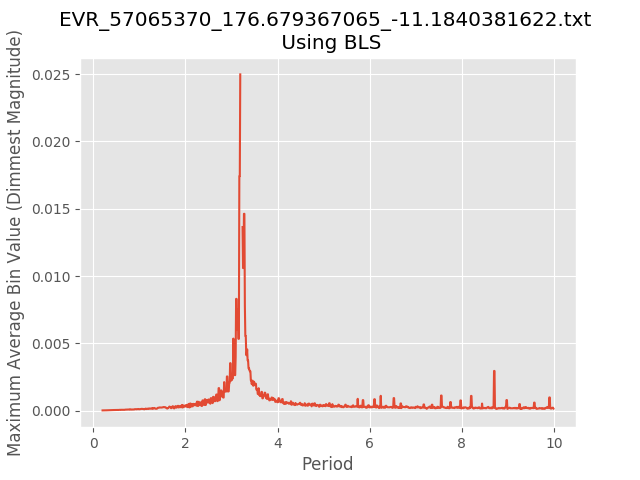 EVR_57065370_176.679367065_-11.1840381622.txt
Using BLS
Maximum Average Bin Value (Dimmest Magnitude)
0.025
0.020
0.015
0.010
0.005
0.000
0 2 4 6 8 10
Period